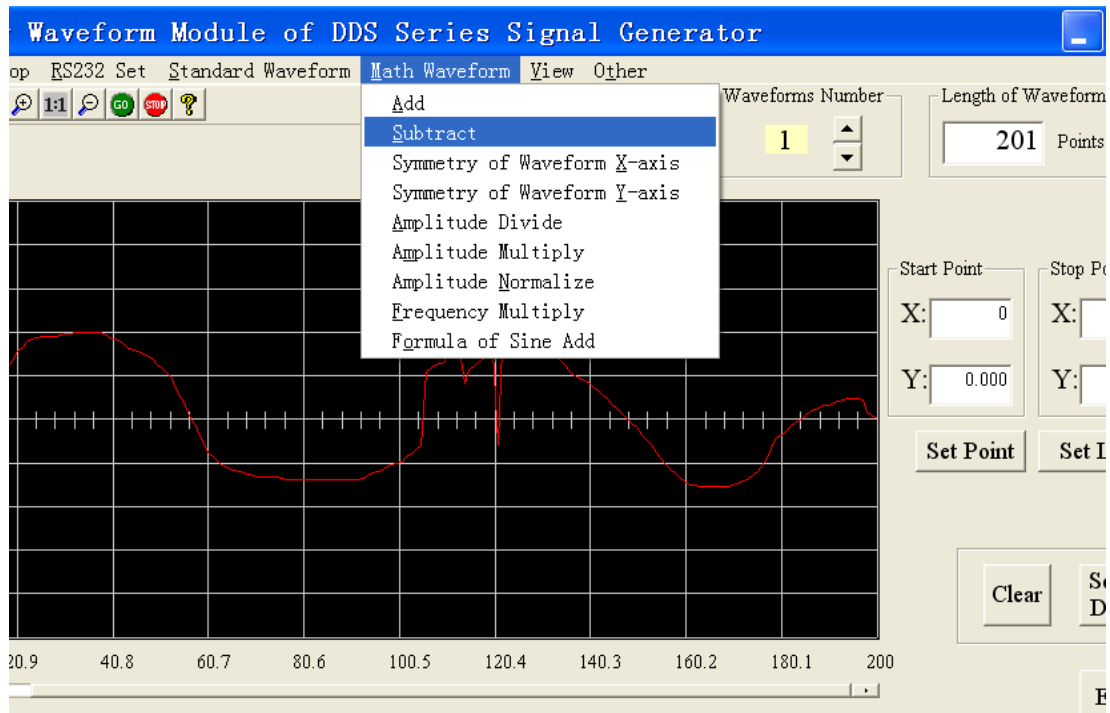 Waveform Module of DDS Series Signal Generator
op RS232 Set Standard Waveform Math Waveform View Other
1:1 GO STOP ?
Add
Subtract
Symmetry of Waveform X-axis
Symmetry of Waveform Y-axis
Amplitude Divide
Amplitude Multiply
Amplitude Normalize
Frequency Multiply
Formula of Sine Add
Waveforms Number
1
Length of Waveform
201 Points
Start Point
X: 0
Y: 0.000
Stop Po
X:
Y:
Set Point
Set L
Clear
20.9 40.8 60.7 80.6 100.5 120.4 140.3 160.2 180.1 200